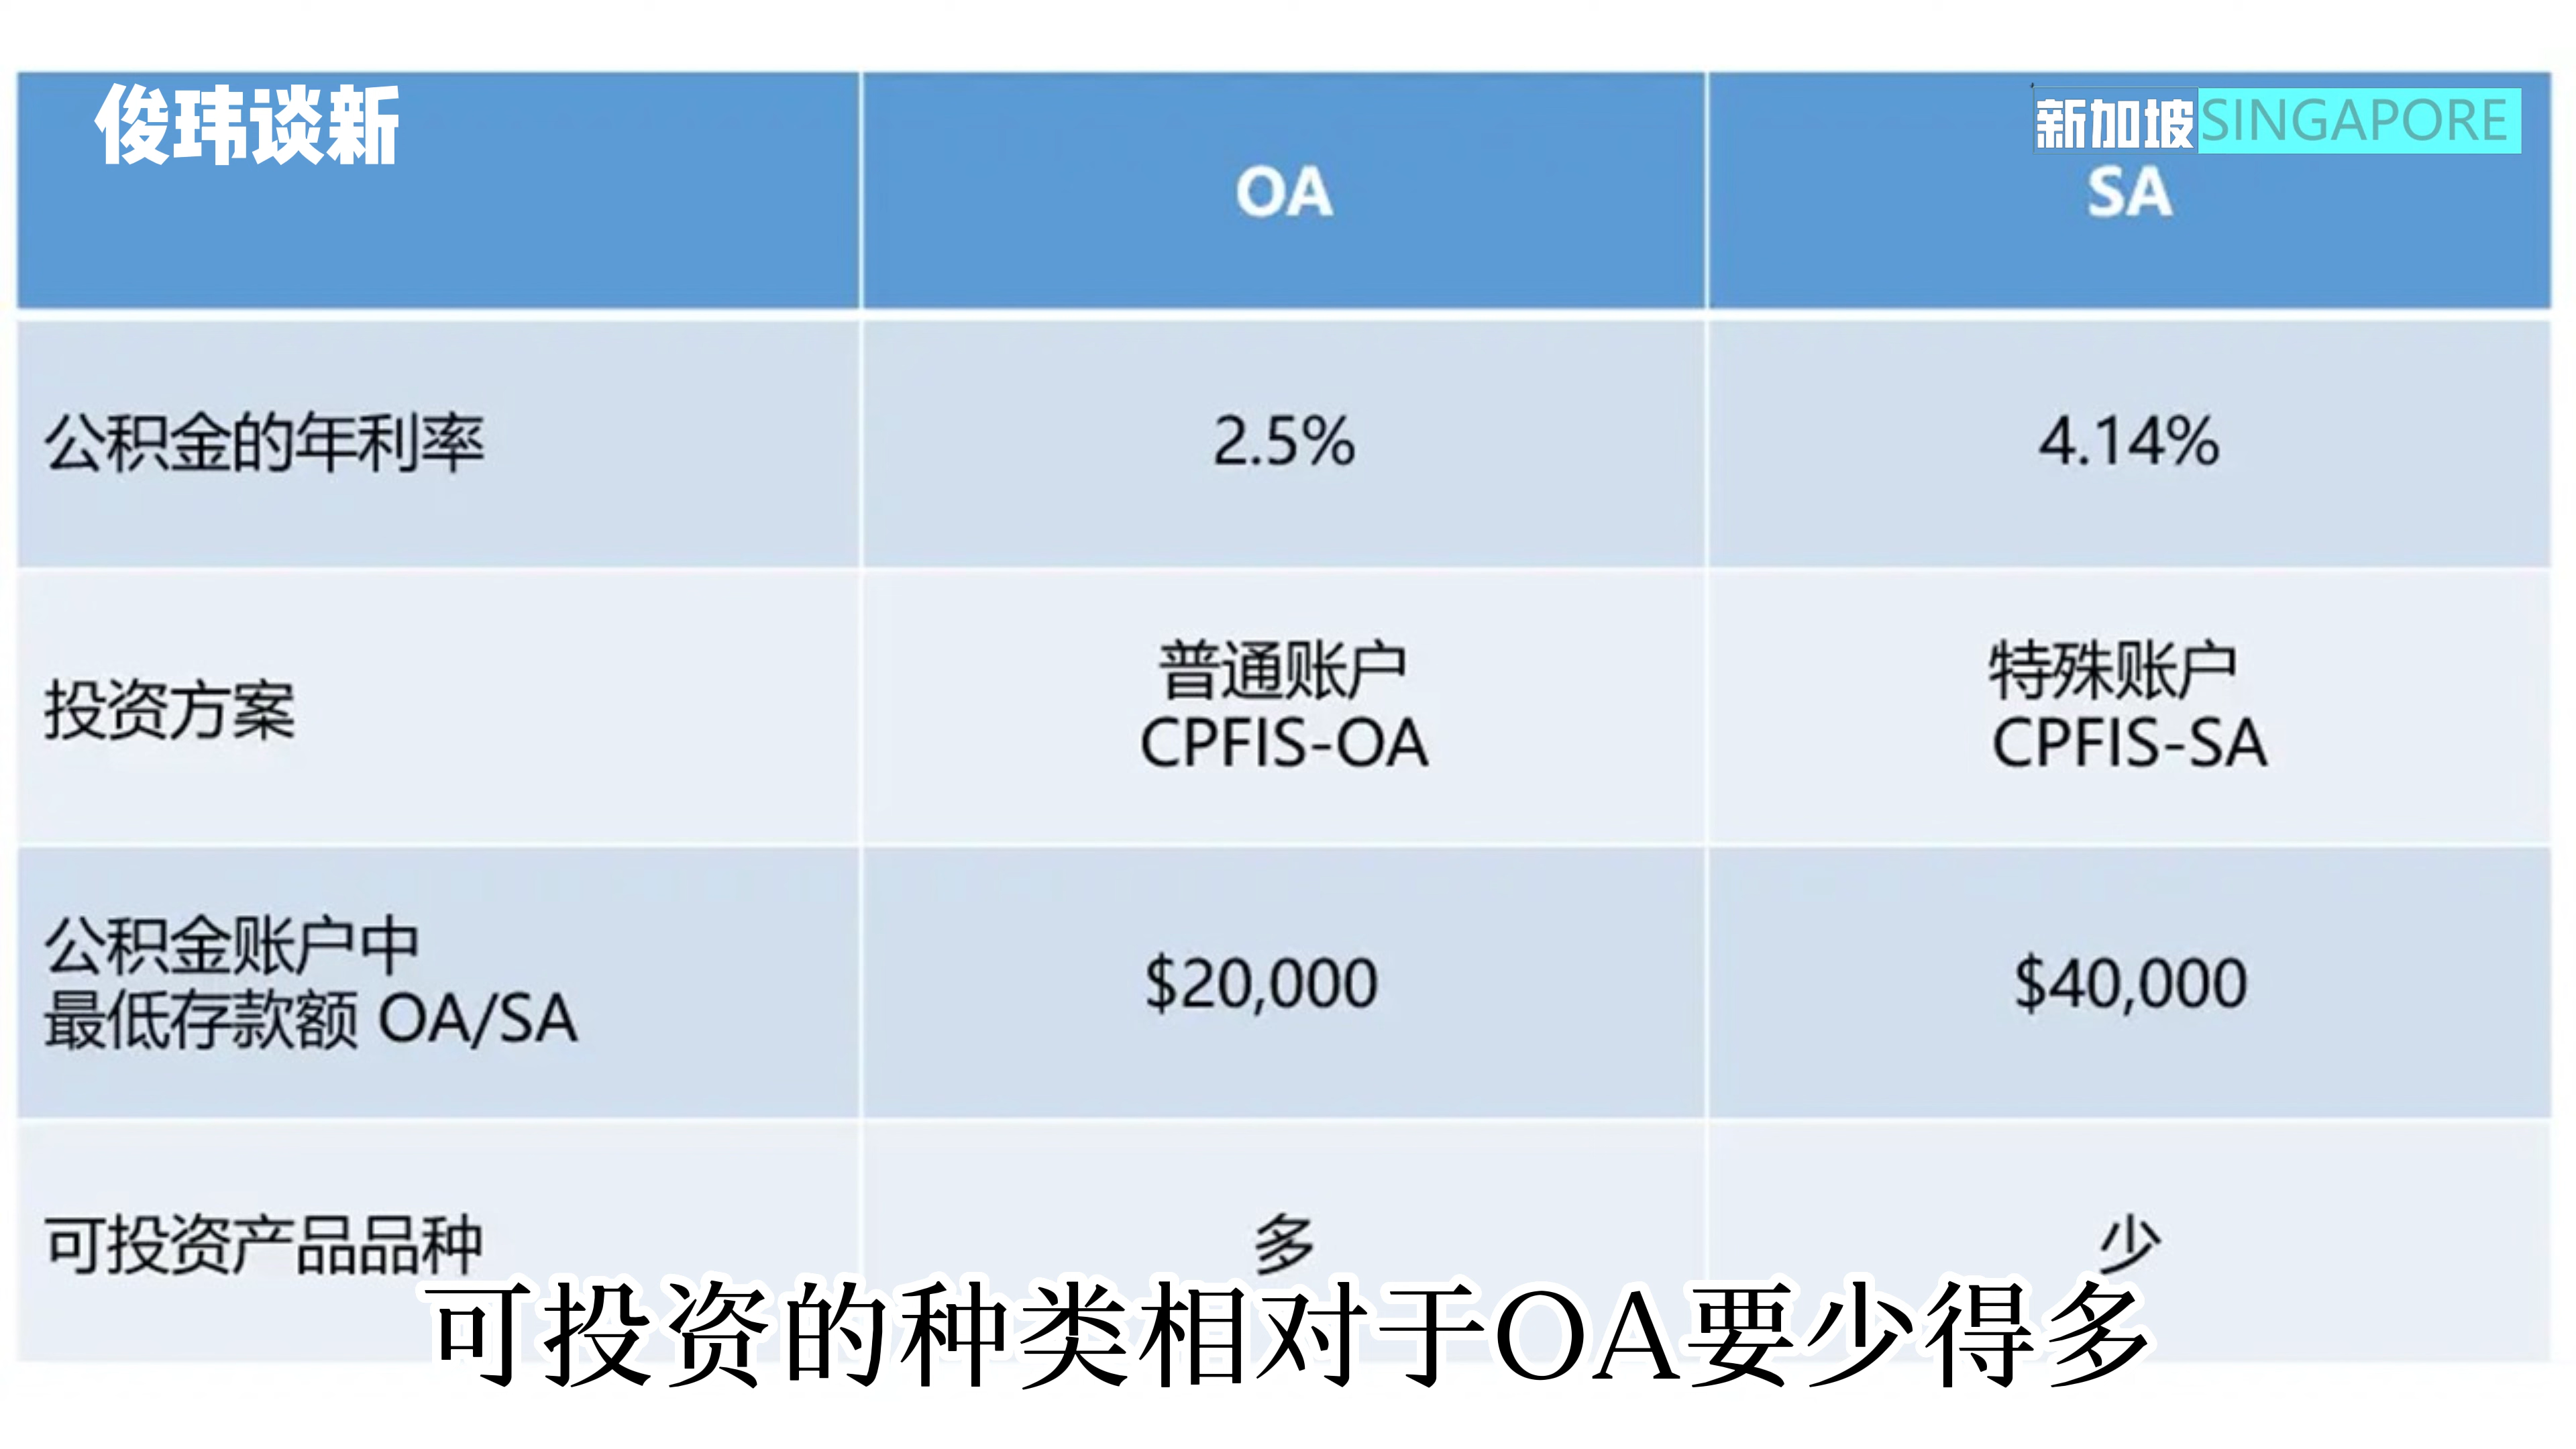 俊玮谈新
新加坡SINGAPORE
OA
SA
公积金的年利率
2.5%
4.14%
投资方案
普通账户
CPFIS-OA
特殊账户
CPFIS-SA
公积金账户中
最低存款额 OA/SA
$20,000
$40,000
可投资产品品种
多
少
可投资的种类相对于OA要少得多